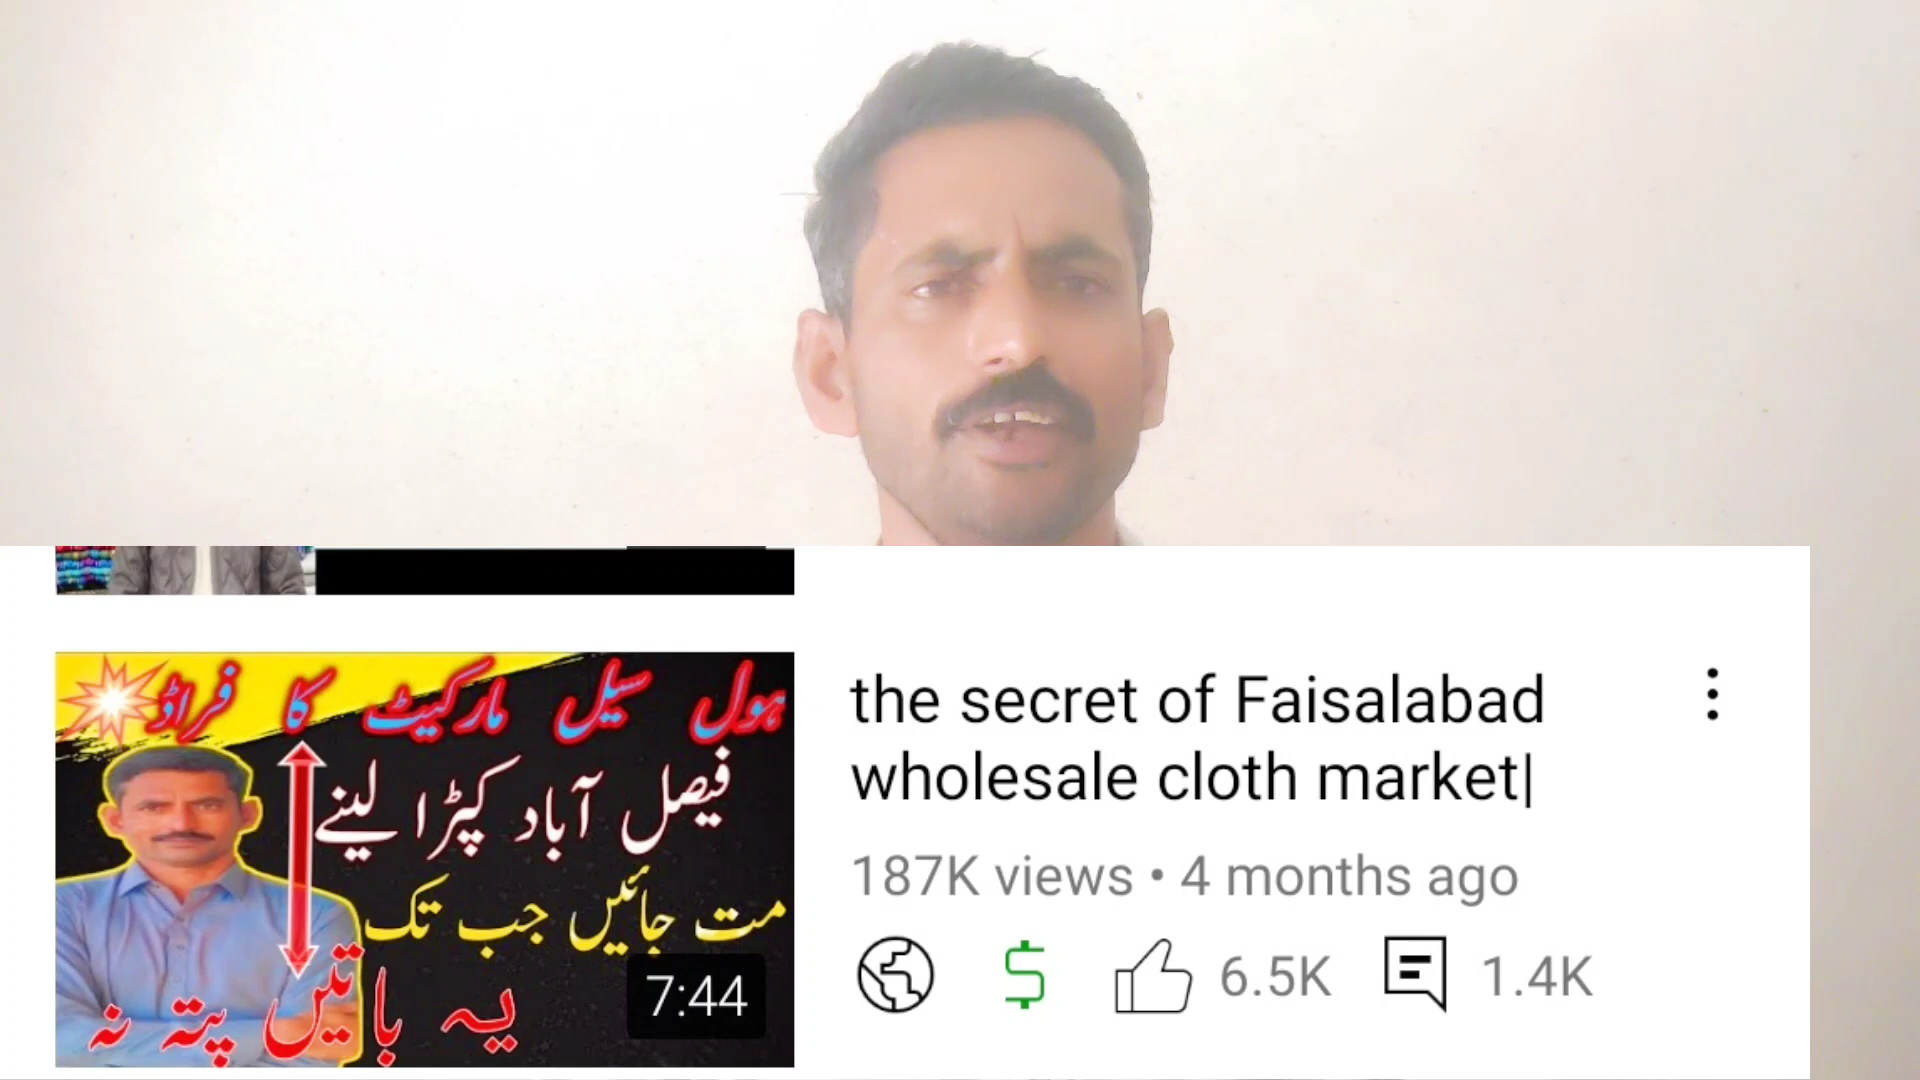 ہول سیل مارکیٹ کا فراڈ
فیصل آباد کپڑا لینے
مت جائیں جب تک
یہ باتیں پتہ نہ
7:44
the secret of Faisalabad
wholesale cloth market|
187K views • 4 months ago
6.5K 1.4K